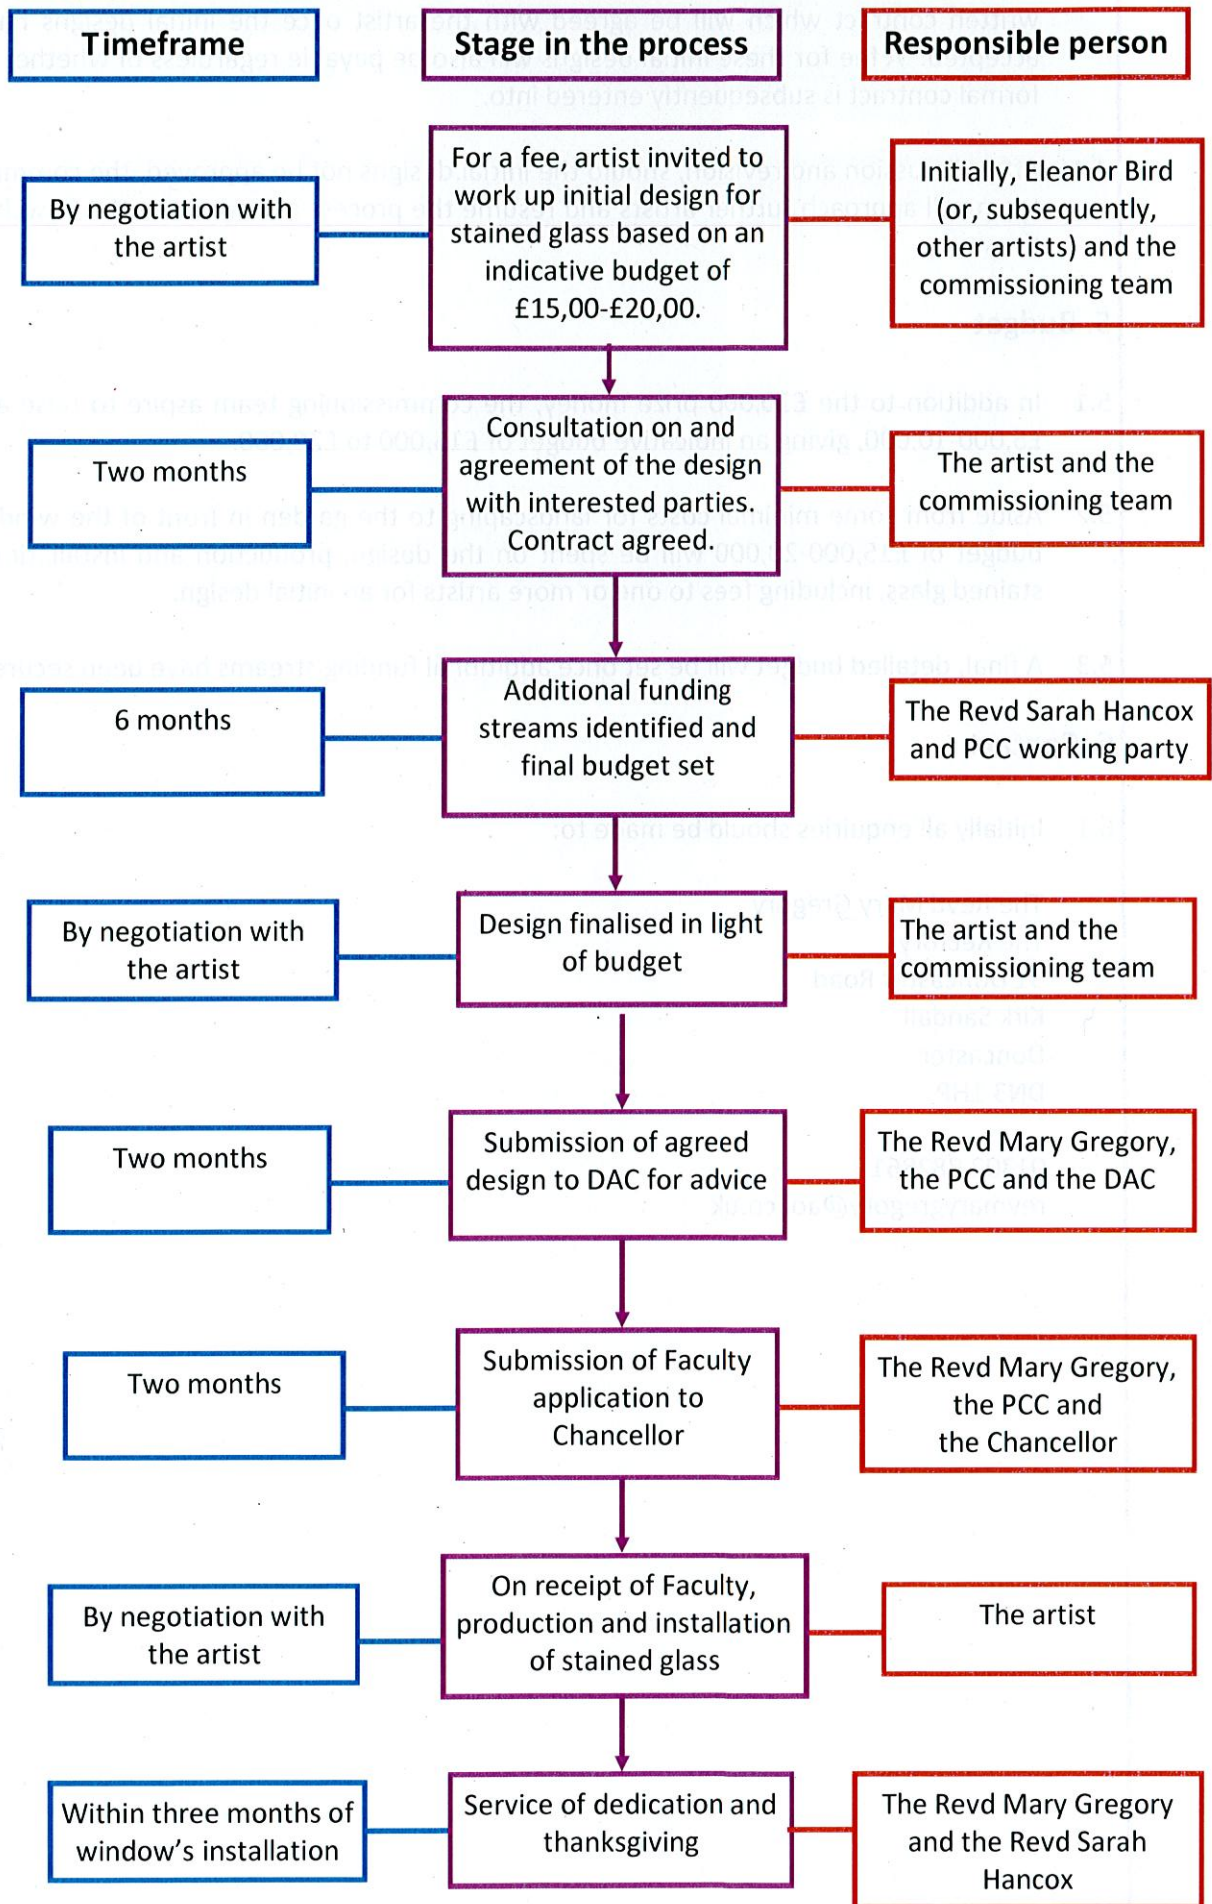 Timeframe
Stage in the process
Responsible person
By negotiation with
the artist
For a fee, artist invited to
work up initial design for
stained glass based on an
indicative budget of
£15,00-£20,00.
Initially, Eleanor Bird
(or, subsequently,
other artists) and the
commissioning team
Two months
Consultation on and
agreement of the design
with interested parties.
Contract agreed.
The artist and the
commissioning team
6 months
Additional funding
streams identified and
final budget set
The Revd Sarah Hancox
and PCC working party
By negotiation with
the artist
Design finalised in light
of budget
The artist and the
commissioning team
Two months
Submission of agreed
design to DAC for advice
The Revd Mary Gregory,
the PCC and the DAC
Two months
Submission of Faculty
application to
Chancellor
The Revd Mary Gregory,
the PCC and
the Chancellor
By negotiation with
the artist
On receipt of Faculty,
production and installation
of stained glass
The artist
Within three months of
window's installation
Service of dedication and
thanksgiving
The Revd Mary Gregory
and the Revd Sarah
Hancox